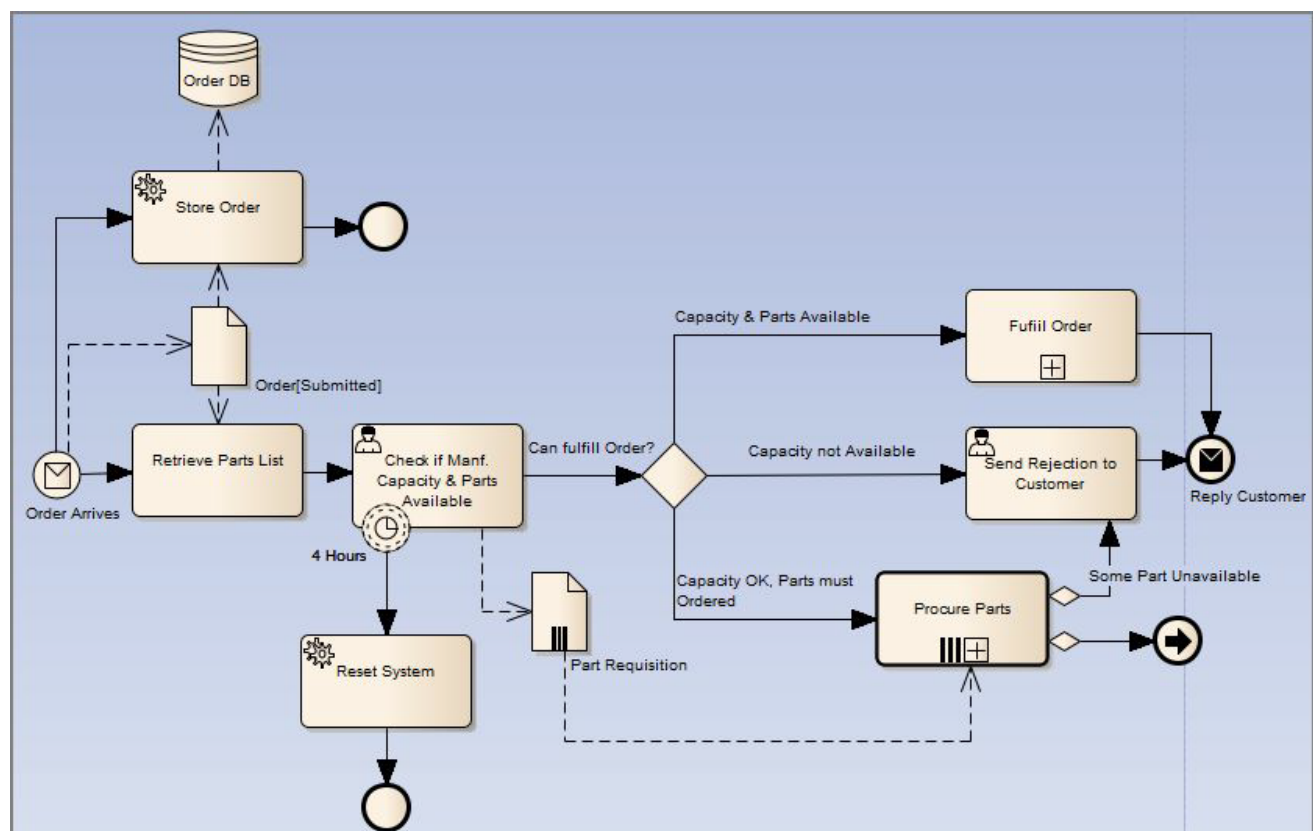 Order DB
Store Order
Order[Submitted]
Capacity & Parts Available
Fufiill Order
Retrieve Parts List
Check if Manf.
Capacity & Parts
Available
Can fulfill Order?
Capacity not Available
Send Rejection to
Customer
Reply Customer
Order Arrives
4 Hours
Capacity OK, Parts must
Ordered
Procure Parts
Some Part Unavailable
Part Requisition
Reset System